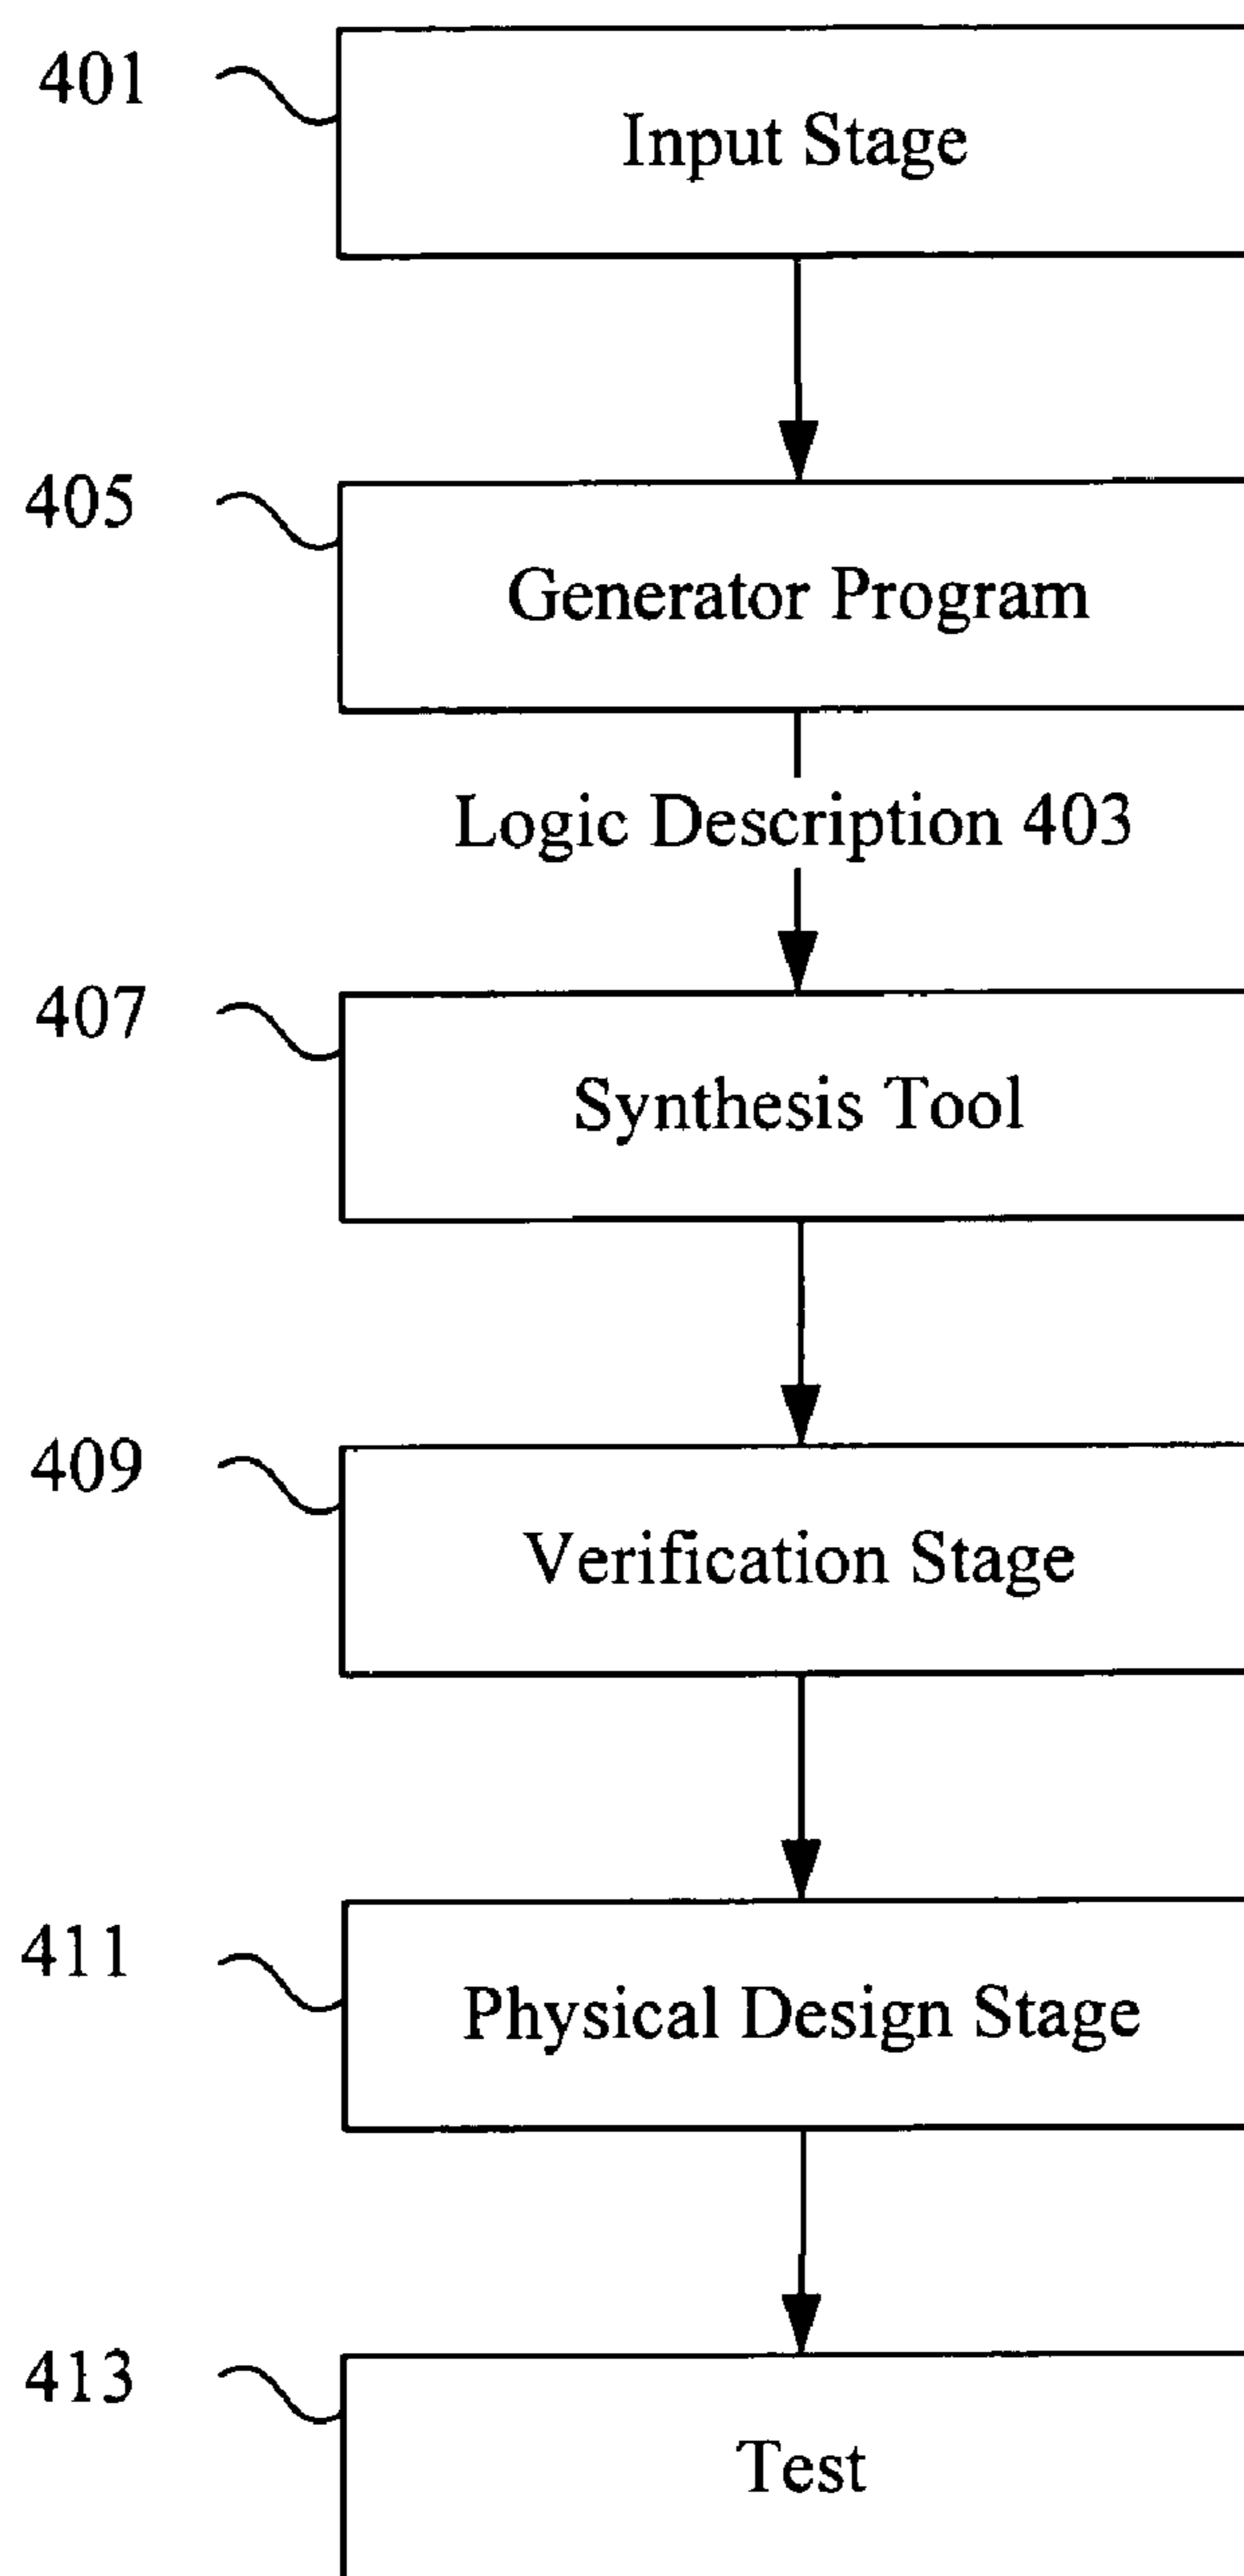 401
Input Stage
405
Generator Program
Logic Description 403
407
Synthesis Tool
409
Verification Stage
411
Physical Design Stage
413
Test